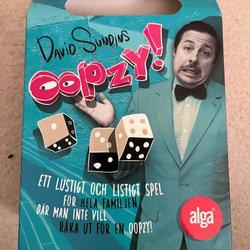 DAVID SUNDIUS
OOPZY!
ETT LUSTIGT OCH LISTIGT SPEL
FÖR HELA FAMILJEN,
DÄR MAN INTE VILL
RÅKA UT FÖR EN OOPZY!
alga